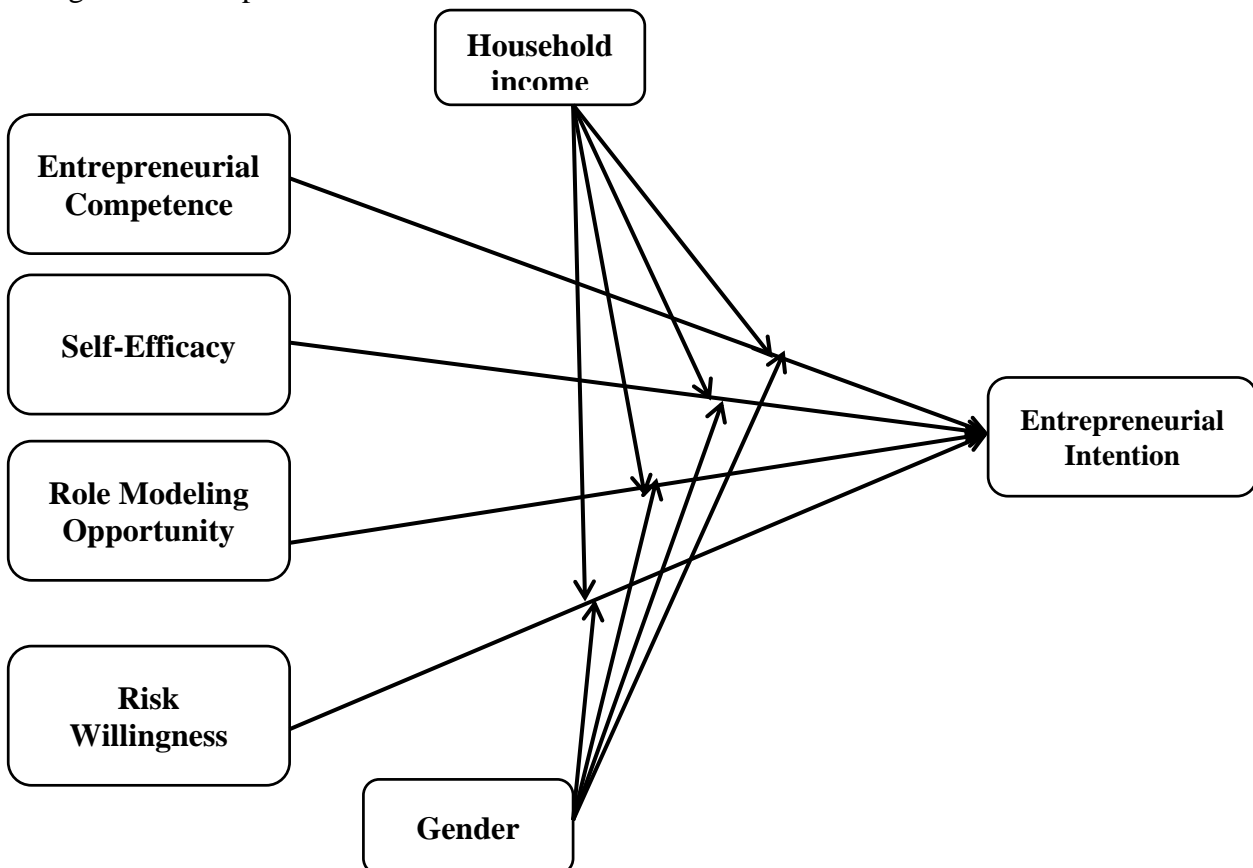 Household
income
Entrepreneurial
Competence
Self-Efficacy
Entrepreneurial
Intention
Role Modeling
Opportunity
Risk
Willingness
Gender